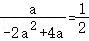 a/(-2a²+4a) = 1/2